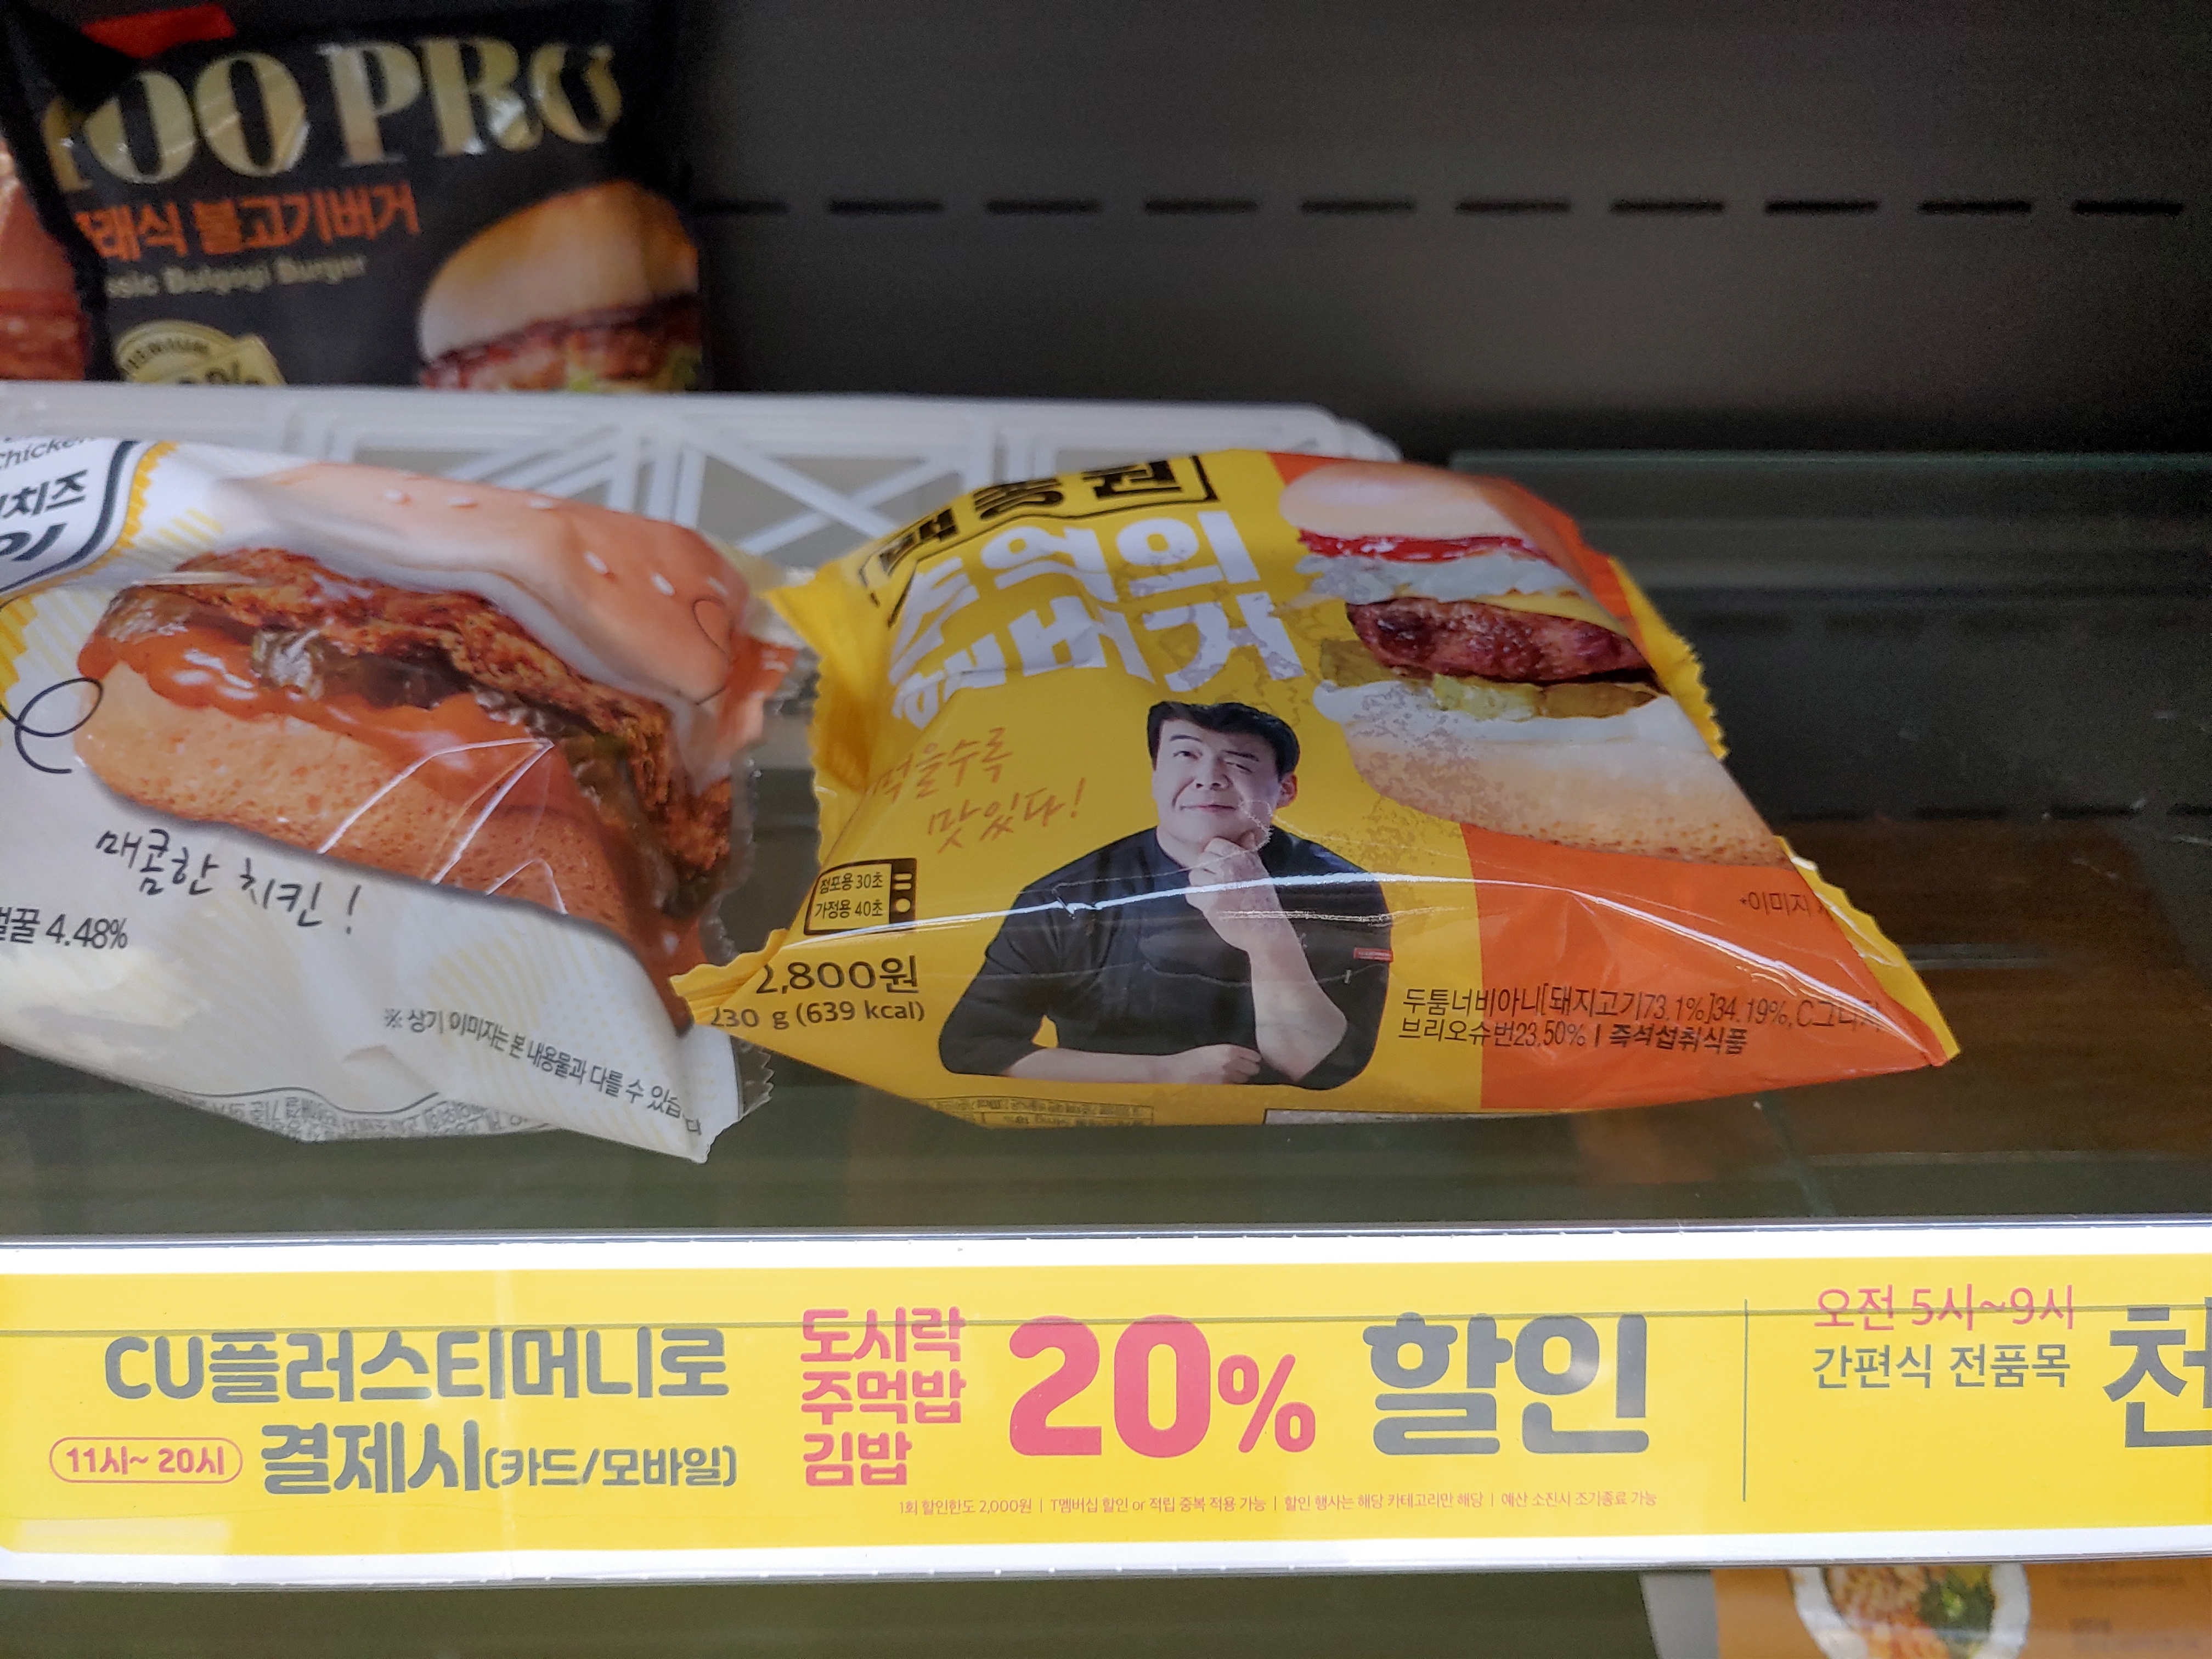 PRO
불고기버거
Bulgogi Burger
PREMIUM
Chicken
치즈
매콤한 치킨!
벌꿀 4.48%
※ 상기 이미지는 본 내용물과 다를 수 있습
백종원
추억의
햄버거
먹을수록
맛있다!
점포용 30초
가정용 40초
2,800원
230 g (639 kcal)
*이미지
두툼너비아니[돼지고기73.1%]34.19%,
브리오슈번23.50% I 즉석섭취식품
CU플러스티머니로
11시~ 20시 결제시(카드/모바일)
도시락
주먹밥
김밥
20% 할인
1회 할인한도 2,000원 | T멤버십 할인 or 적립 중복 적용 가능 | 할인 행사는 해당 카테고리만 해당 | 예산 소진시 조기종료 가능
오전 5시~9시
간편식 전품목
천